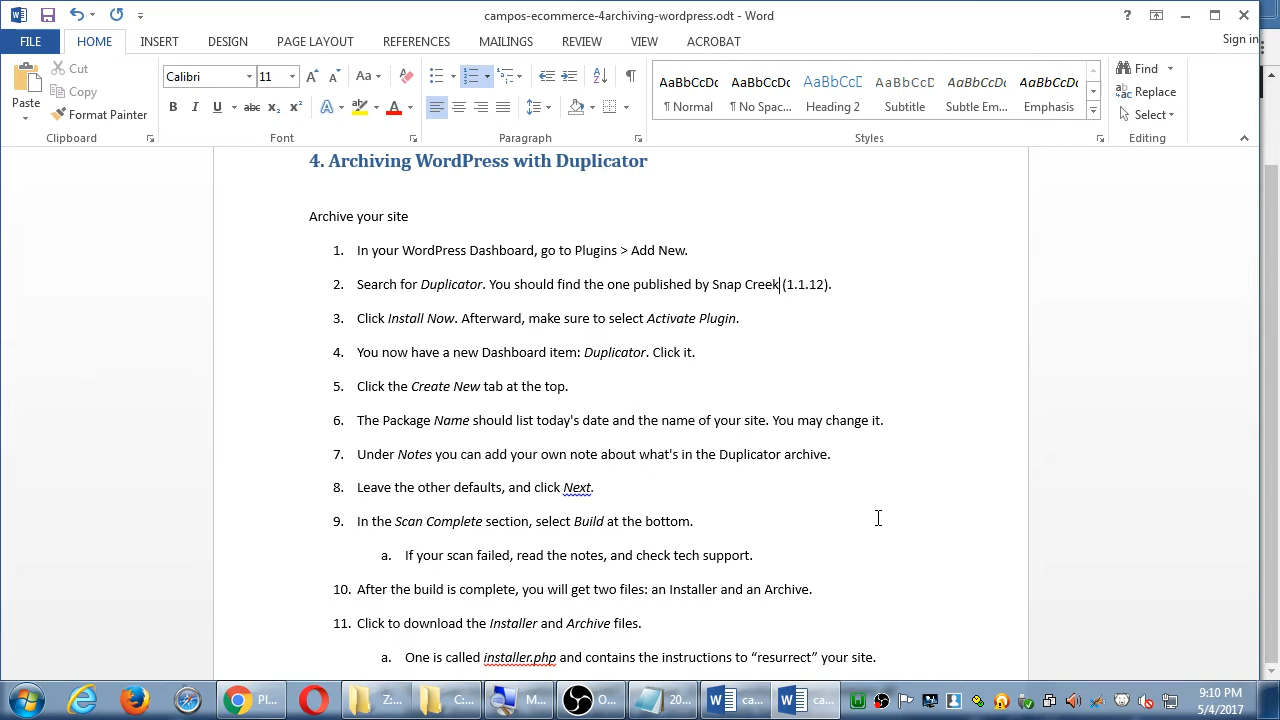 campos-ecommerce-4archiving-wordpress.odt - Word
FILE HOME INSERT DESIGN PAGE LAYOUT REFERENCES MAILINGS REVIEW VIEW ACROBAT Sign in
Paste
Cut
Copy
Format Painter
Calibri 11
AaBbCcDc AaBbCcDc AaBbCcD AaBbCcDc AaBbCcDc AaBbCcDc
¶ Normal ¶ No Spac... Heading Subtitle Subtle Em... Emphasis
Find
Replace
Select
Clipboard Font Paragraph Styles Editing
4. Archiving WordPress with Duplicator
Archive your site
1. In your WordPress Dashboard, go to Plugins > Add New.
2. Search for Duplicator. You should find the one published by Snap Creek (1.1.12).
3. Click Install Now. Afterward, make sure to select Activate Plugin.
4. You now have a new Dashboard item: Duplicator. Click it.
5. Click the Create New tab at the top.
6. The Package Name should list today's date and the name of your site. You may change it.
7. Under Notes you can add your own note about what's in the Duplicator archive.
8. Leave the other defaults, and click Next.
9. In the Scan Complete section, select Build at the bottom.
a. If your scan failed, read the notes, and check tech support.
10. After the build is complete, you will get two files: an Installer and an Archive.
11. Click to download the Installer and Archive files.
a. One is called installer.php and contains the instructions to “resurrect” your site.
Pl... Z:... C:... M... O... 20... ca... ca...
9:10 PM
5/4/2017